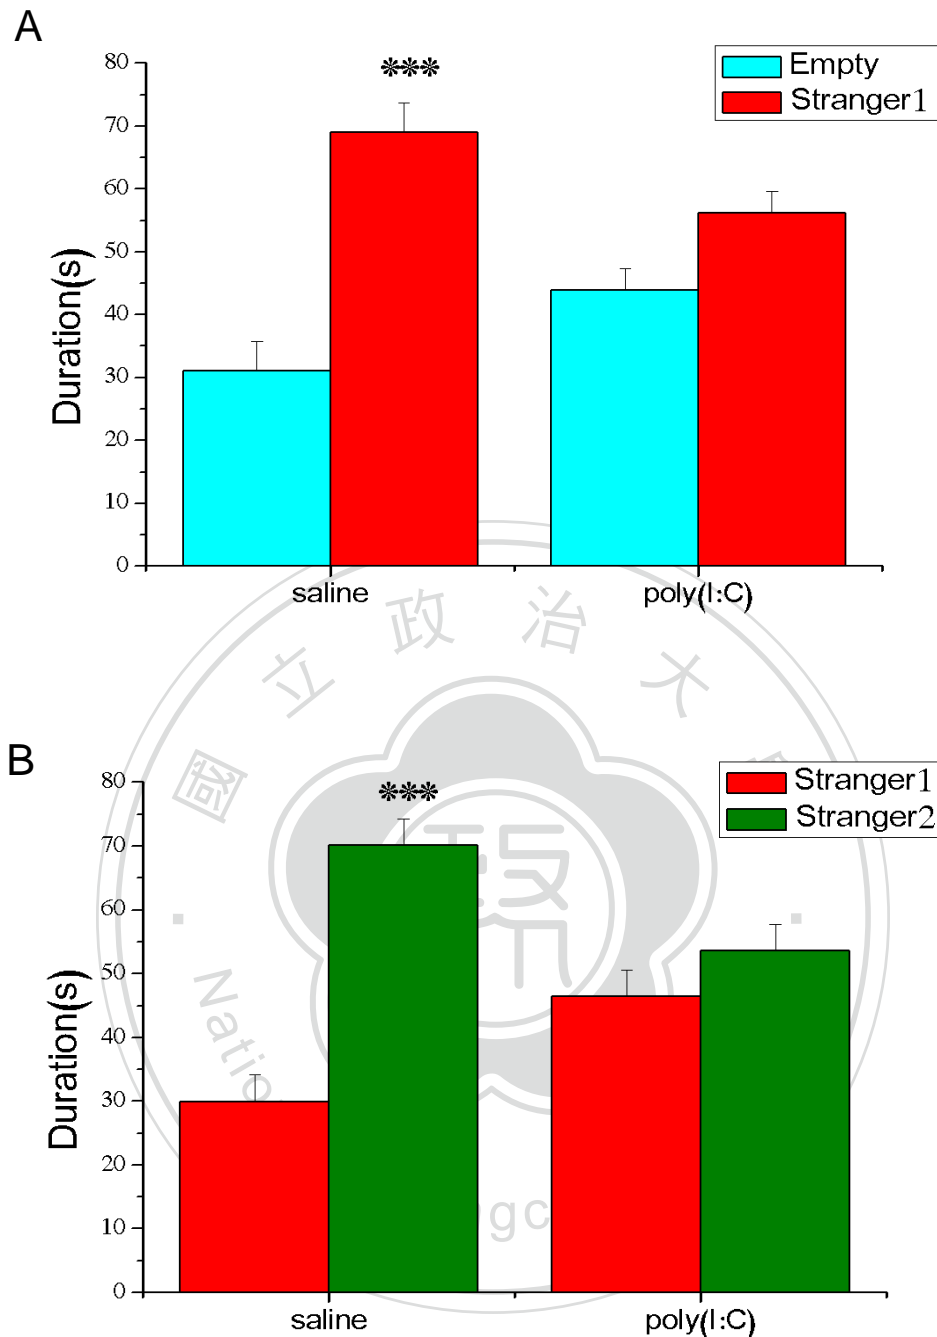 A
80
70
60
50
40
30
20
10
0
Duration(s)
***
Empty
Stranger1
saline
poly(I:C)
國立政治大
B
80
70
60
50
40
30
20
10
0
Duration(s)
***
Stranger1
Stranger2
saline
poly(I:C)